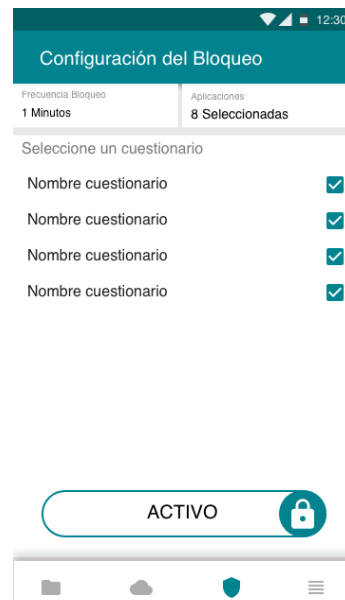 12:30
Configuración del Bloqueo
Frecuencia Bloqueo
1 Minutos
Aplicaciones
8 Seleccionadas
Seleccione un cuestionario
Nombre cuestionario
Nombre cuestionario
Nombre cuestionario
Nombre cuestionario
ACTIVO